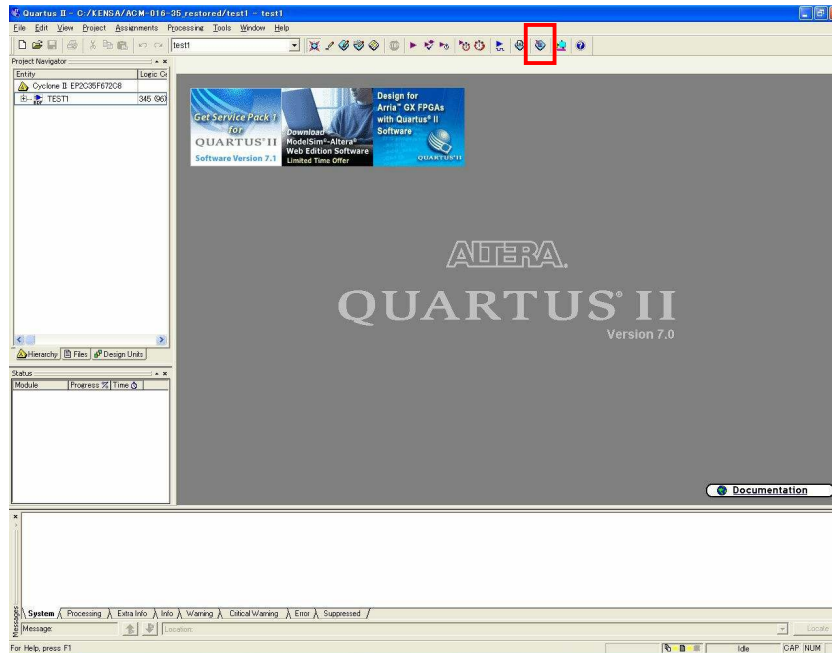 Quartus II - C:/KENSA/ACM-016-35_restored/test1 - test1
File Edit View Project Assignments Processing Tools Window Help
test1
Project Navigator
Entity
Logic Ce
Cyclone II: EP2C35F672C8
TEST1
345 (96)
Get Service Pack 1
for
QUARTUS II
Software Version 7.1
Download
ModelSim®-Altera®
Web Edition Software
Limited Time Offer
Design for
Arria™ GX FPGAs
with Quartus® II
Software
QUARTUS II
ALTERA.
QUARTUS® II
Version 7.0
Hierarchy Files Design Units
Status
Module Progress % Time
Documentation
Messages
System Processing Extra Info Info Warning Critical Warning Error Suppressed
Message:
Location:
Locate
For Help, press F1
Idle
CAP NUM